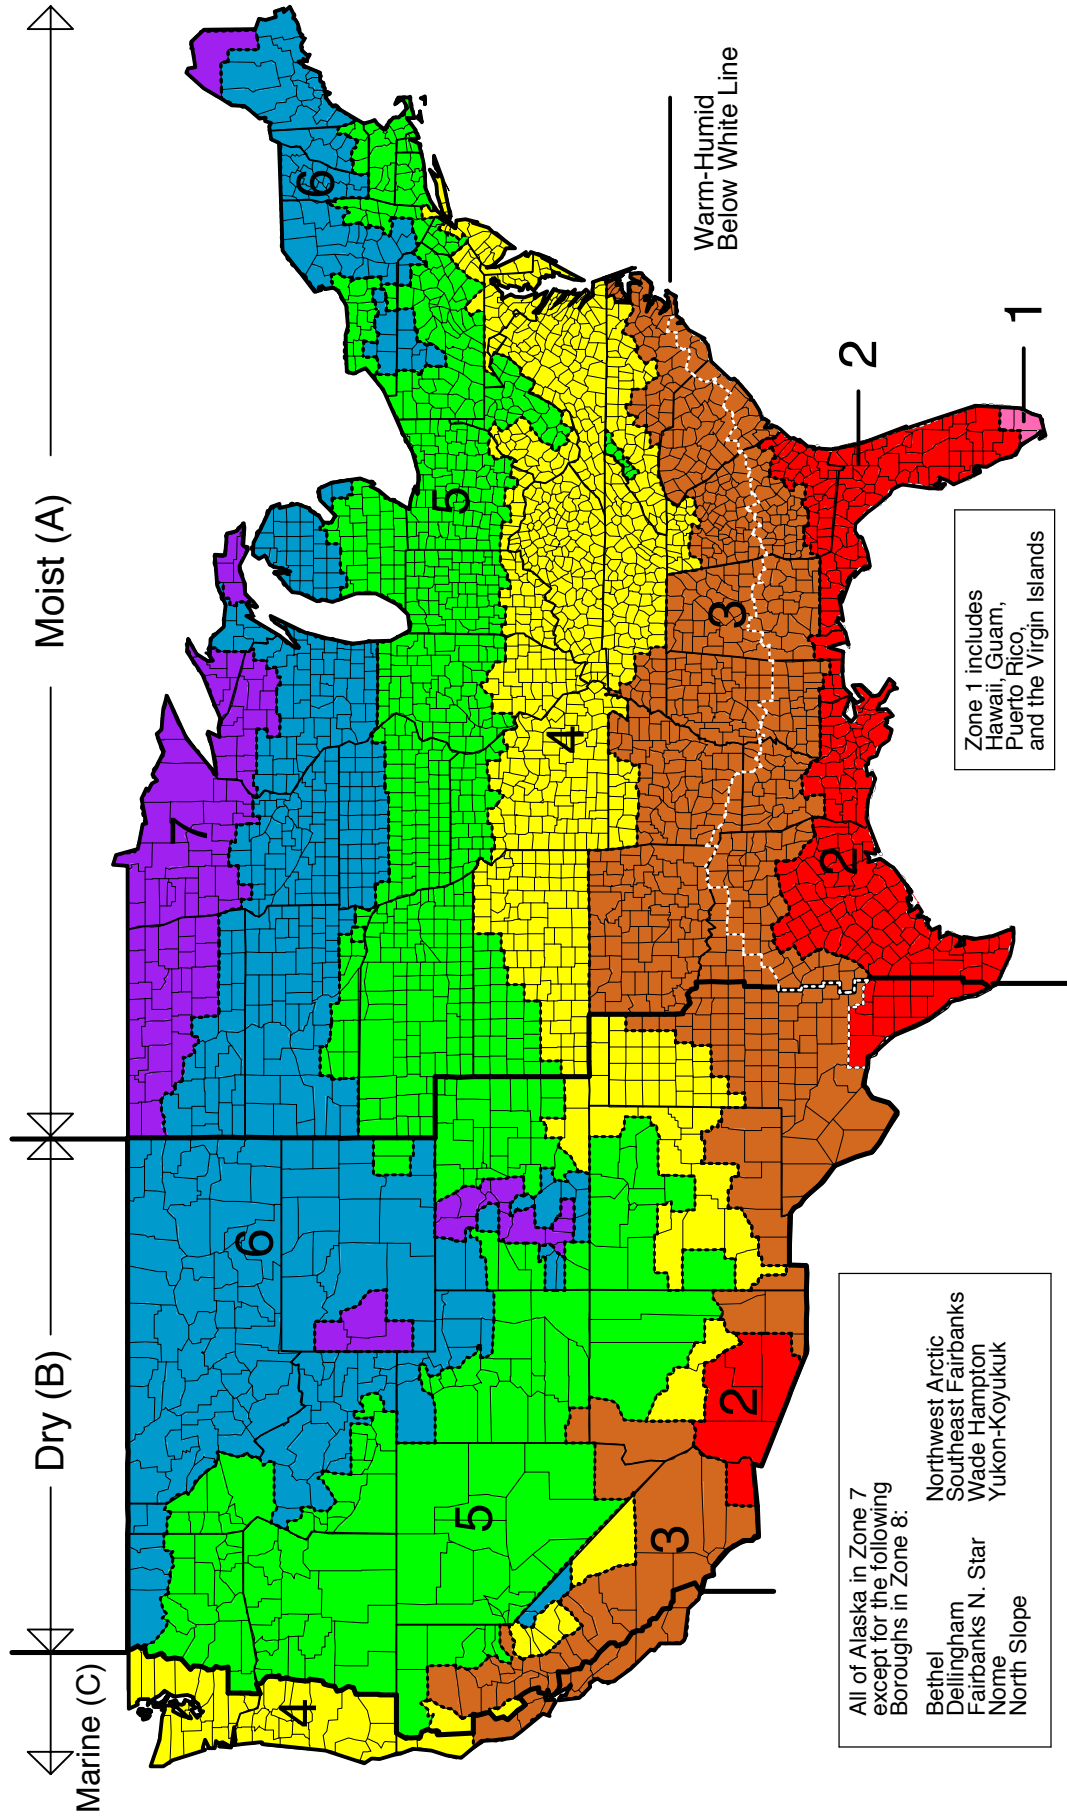 Marine (C)
Dry (B)
Moist (A)
4
5
6
3
2
7
4
5
6
3
2
2
1
Warm-Humid
Below White Line
All of Alaska in Zone 7
except for the following
Boroughs in Zone 8:
Bethel
Dellingham
Fairbanks N. Star
Nome
North Slope
Northwest Arctic
Southeast Fairbanks
Wade Hampton
Yukon-Koyukuk
Zone 1 includes
Hawaii, Guam,
Puerto Rico,
and the Virgin Islands